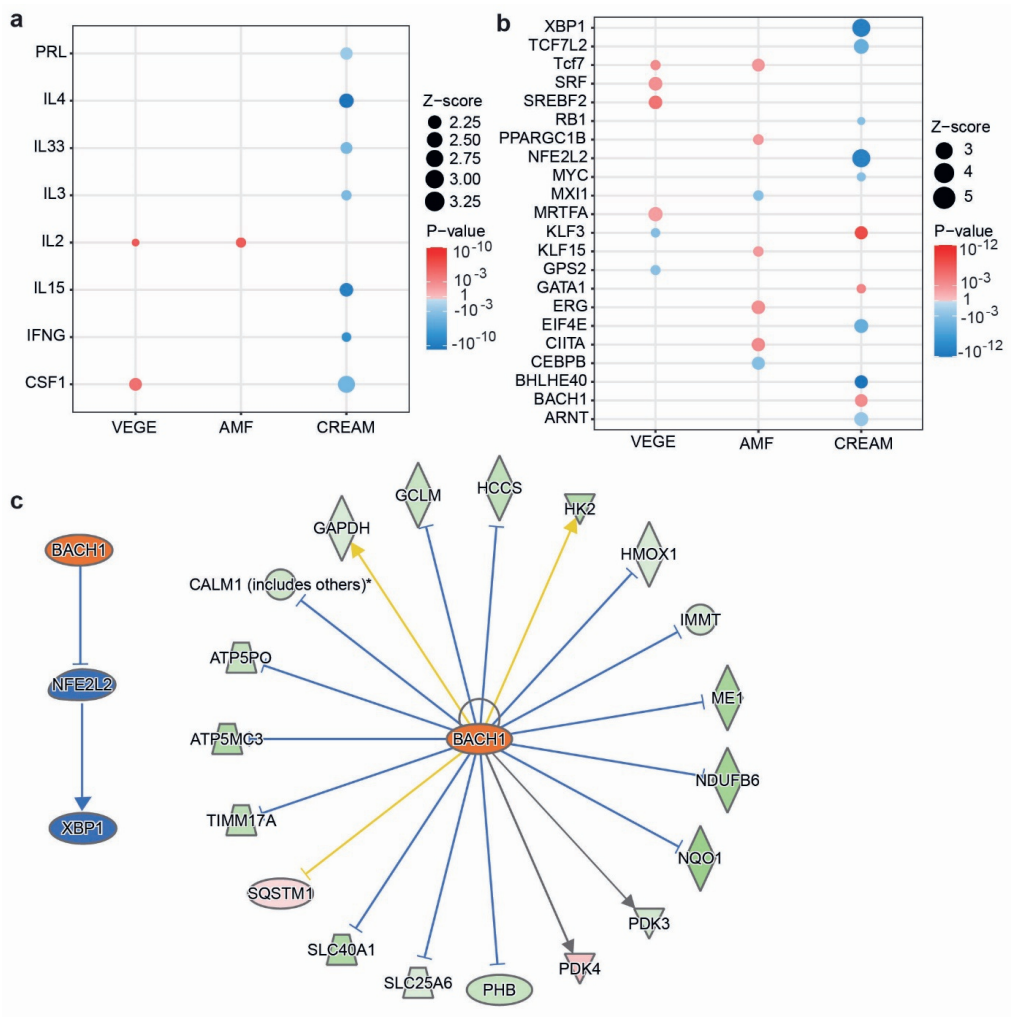 a
PRL
IL4
IL33
IL3
IL2
IL15
IFNG
CSF1
VEGE AMF CREAM
Z-score
2.25
2.50
2.75
3.00
3.25
P-value
10-10
10-3
1
-10-3
-10-10
b
XBP1
TCF7L2
Tcf7
SRF
SREBF2
RB1
PPARGC1B
NFE2L2
MYC
MXI1
MRTFA
KLF3
KLF15
GPS2
GATA1
ERG
EIF4E
CIITA
CEBPB
BHLHE40
BACH1
ARNT
VEGE AMF CREAM
Z-score
3
4
5
P-value
10-12
10-3
1
-10-3
-10-12
c
BACH1
NFE2L2
XBP1
GCLM
HCCS
HK2
GAPDH
HMOX1
CALM1 (includes others)*
IMMT
ATP5PO
ME1
BACH1
ATP5MC3
NDUFB6
TIMM17A
NQO1
SQSTM1
PDK3
SLC40A1
PDK4
SLC25A6
PHB